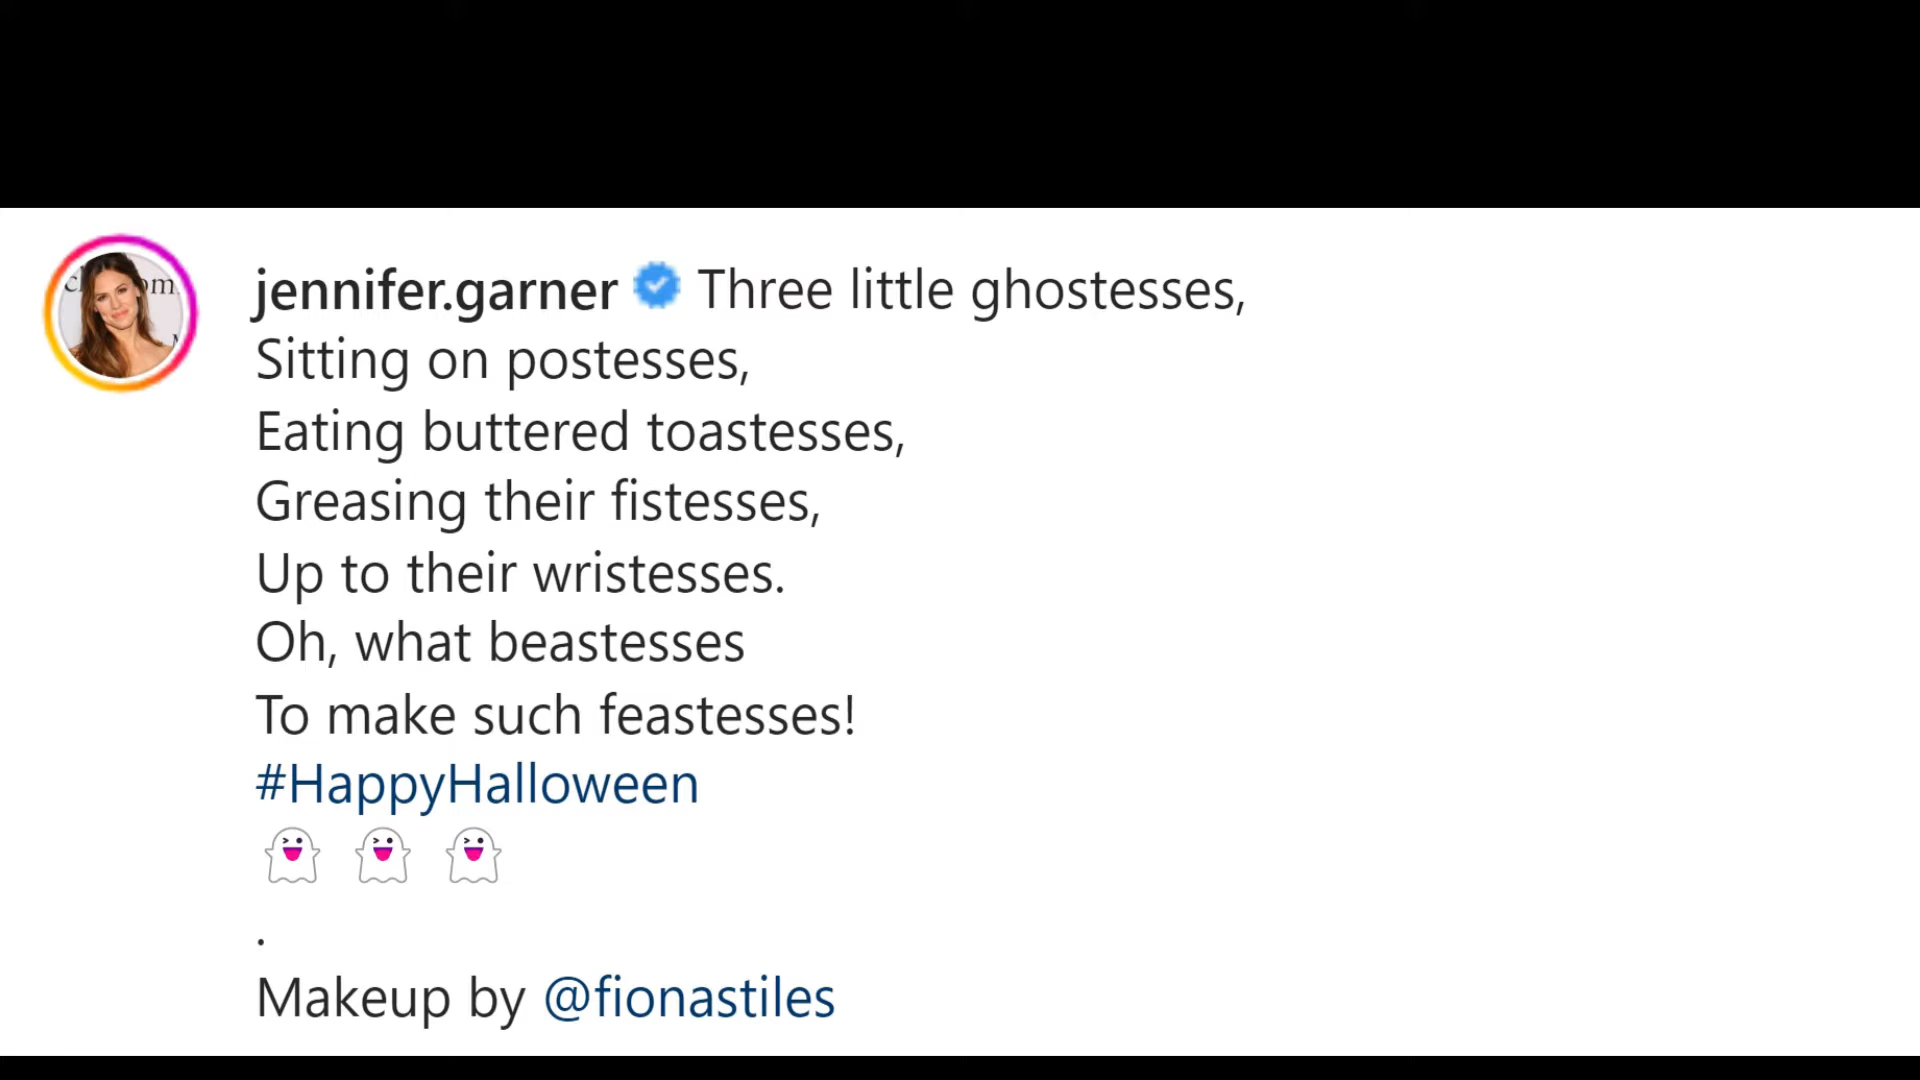 jennifer.garner Three little ghostesses,
Sitting on postesses,
Eating buttered toastesses,
Greasing their fistesses,
Up to their wristesses.
Oh, what beastesses
To make such feastesses!
#HappyHalloween
👻 👻 👻
.
Makeup by @fionastiles